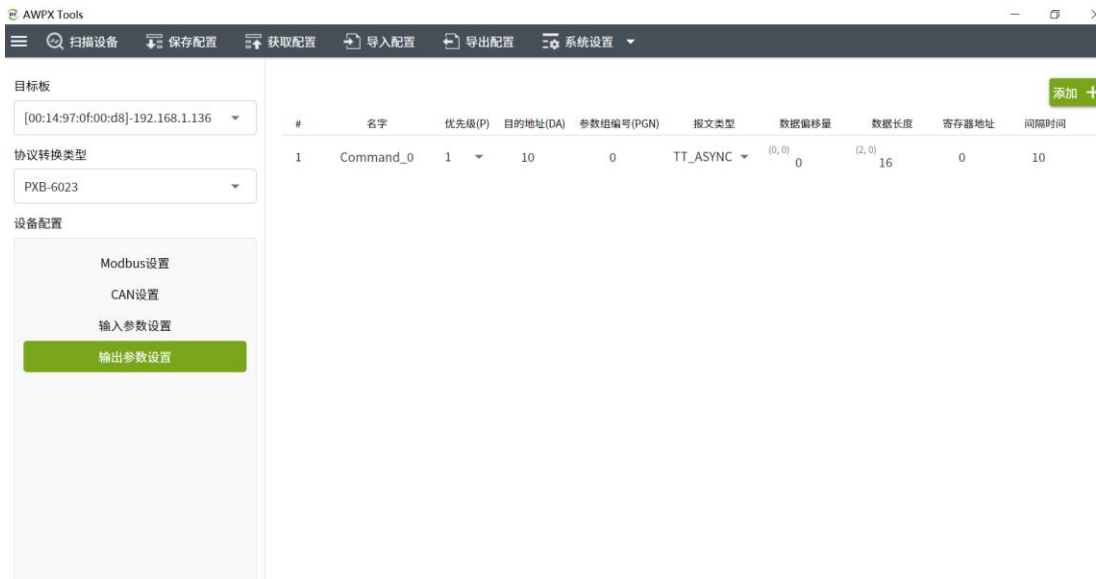 AWPX Tools
扫描设备 保存配置 获取配置 导入配置 导出配置 系统设置
目标板
[00:14:97:0f:00:d8]-192.168.1.136
协议转换类型
PXB-6023
设备配置
Modbus设置
CAN设置
输入参数设置
输出参数设置
添加 +
# 名字 优先级(P) 目的地址(DA) 参数组编号(PGN) 报文类型 数据偏移量 数据长度 寄存器地址 间隔时间
1 Command_0 1 10 0 TT_ASYNC (0, 0) 0 (2, 0) 16 0 10